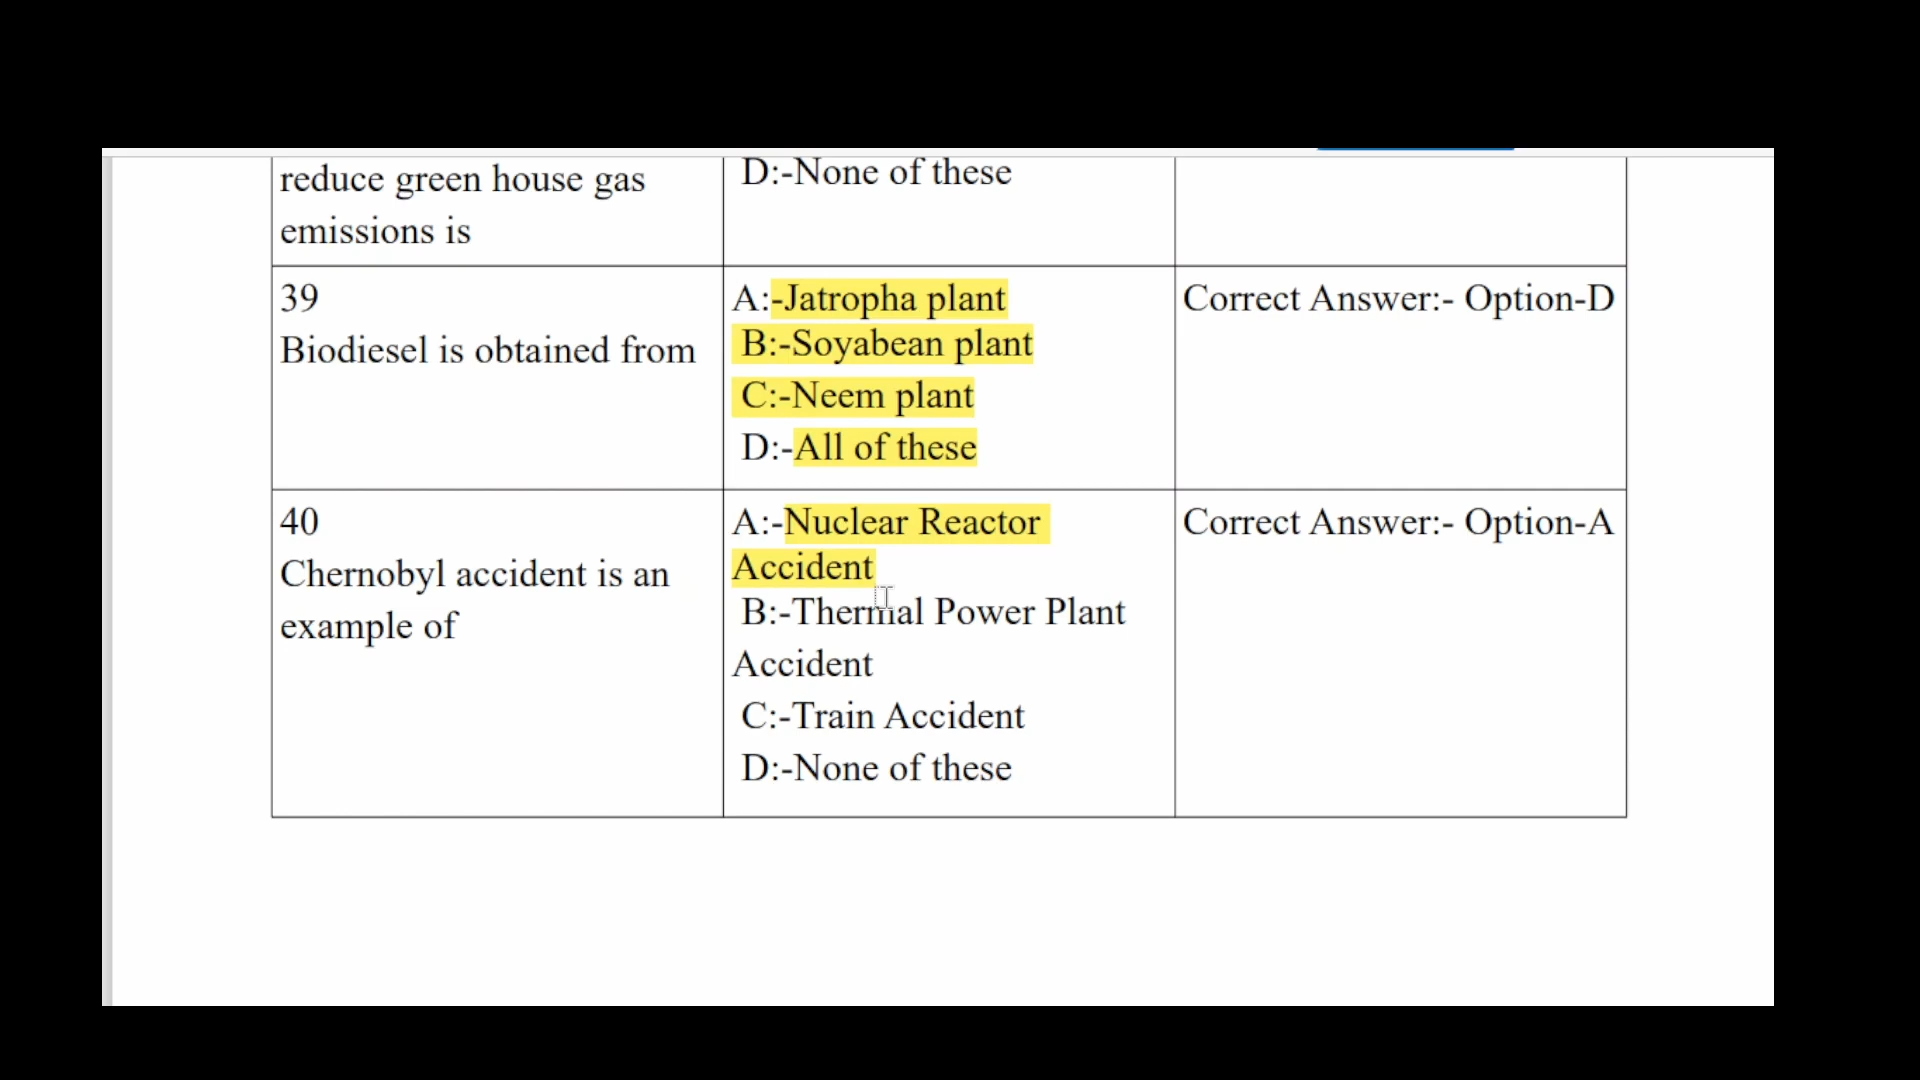 reduce green house gas
emissions is
D:-None of these
39
Biodiesel is obtained from
A:-Jatropha plant
B:-Soyabean plant
C:-Neem plant
D:-All of these
Correct Answer:- Option-D
40
Chernobyl accident is an
example of
A:-Nuclear Reactor
Accident
B:-Thermal Power Plant
Accident
C:-Train Accident
D:-None of these
Correct Answer:- Option-A